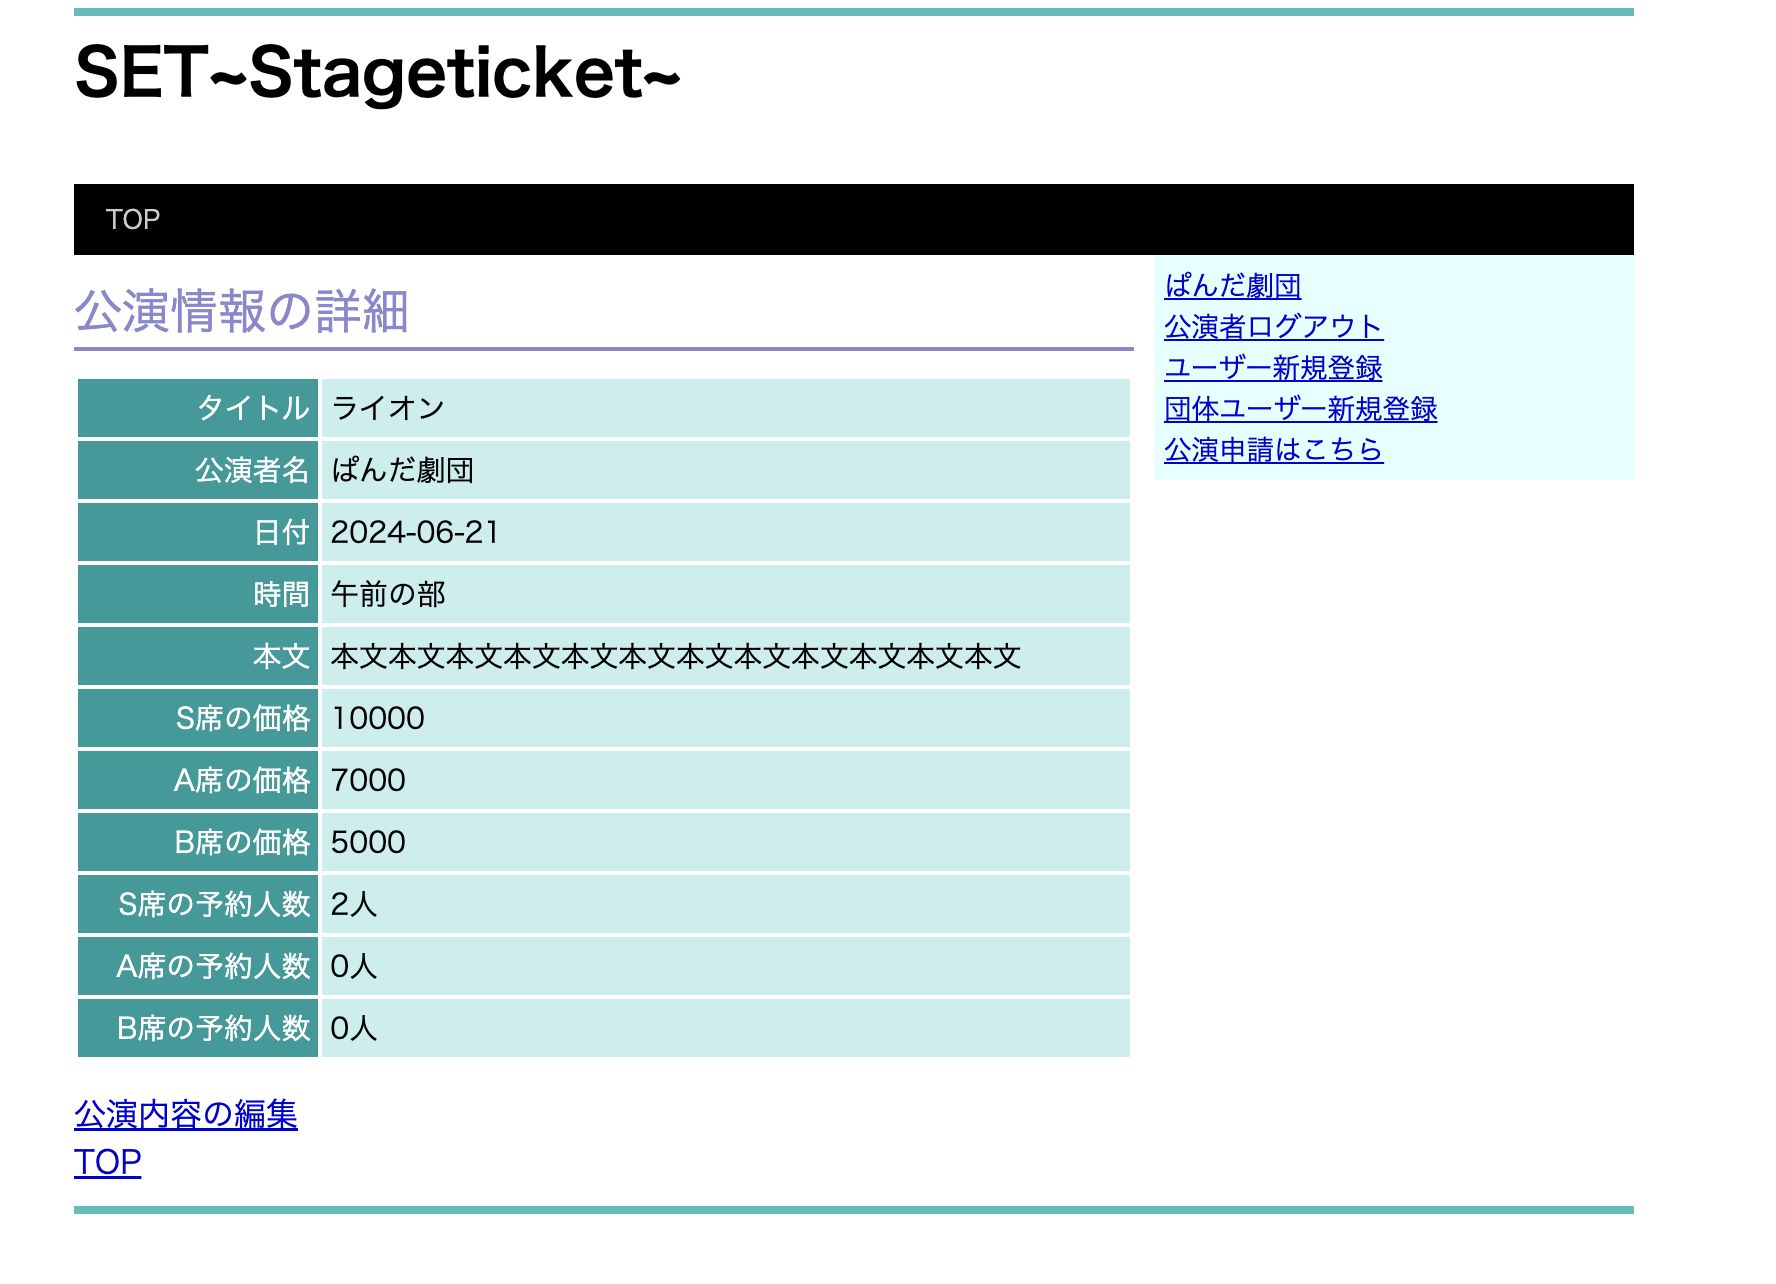 SET~Stageticket~
TOP
公演情報の詳細
タイトル ライオン
公演者名 ぱんだ劇団
日付 2024-06-21
時間 午前の部
本文 本文本文本文本文本文本文本文本文本文本文本文本文
S席の価格 10000
A席の価格 7000
B席の価格 5000
S席の予約人数 2人
A席の予約人数 0人
B席の予約人数 0人
公演内容の編集
TOP
ぱんだ劇団
公演者ログアウト
ユーザー新規登録
団体ユーザー新規登録
公演申請はこちら